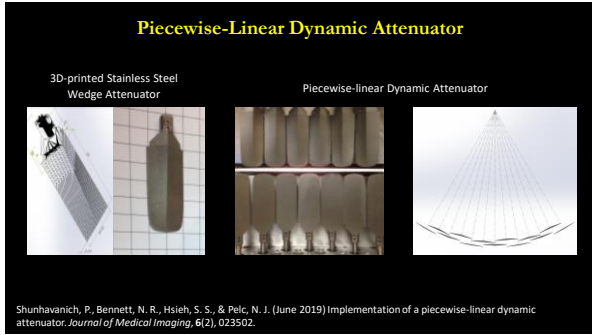 Piecewise-Linear Dynamic Attenuator
3D-printed Stainless Steel
Wedge Attenuator
Piecewise-linear Dynamic Attenuator
Shunhavanich, P., Bennett, N. R., Hsieh, S. S., & Pelc, N. J. (June 2019) Implementation of a piecewise-linear dynamic
attenuator. Journal of Medical Imaging, 6(2), 023502.